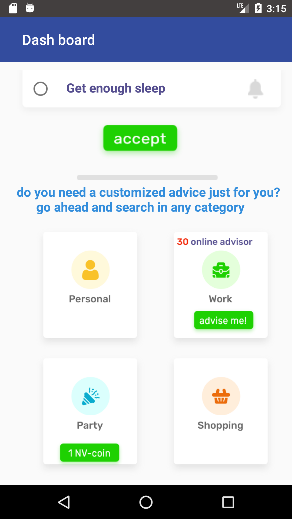 LTE 3:15
Dash board
Get enough sleep
accept
do you need a customized advice just for you?
go ahead and search in any category
30 online advisor
Personal
Work
advise me!
Party
Shopping
1 NV-coin